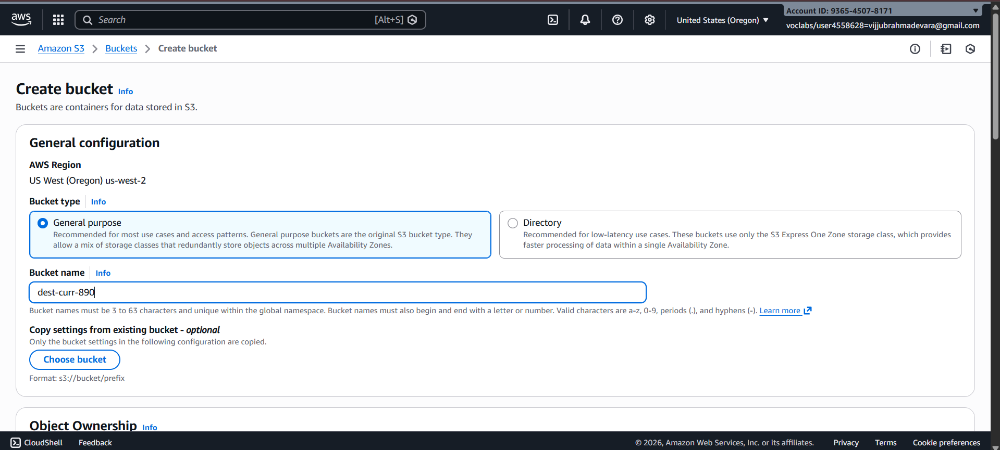 aws
Search [Alt+S]
United States (Oregon)
Account ID: 9365-4507-8171
voclabs/user4558628=vijjubrahmadevara@gmail.com
Amazon S3 Buckets Create bucket
Create bucket Info
Buckets are containers for data stored in S3.
General configuration
AWS Region
US West (Oregon) us-west-2
Bucket type Info
General purpose
Recommended for most use cases and access patterns. General purpose buckets are the original S3 bucket type. They
allow a mix of storage classes that redundantly store objects across multiple Availability Zones.
Directory
Recommended for low-latency use cases. These buckets use only the S3 Express One Zone storage class, which provides
faster processing of data within a single Availability Zone.
Bucket name Info
dest-curr-890
Bucket names must be 3 to 63 characters and unique within the global namespace. Bucket names must also begin and end with a letter or number. Valid characters are a-z, 0-9, periods (.), and hyphens (-). Learn more
Copy settings from existing bucket - optional
Only the bucket settings in the following configuration are copied.
Choose bucket
Format: s3://bucket/prefix
Object Ownership Info
CloudShell Feedback © 2026, Amazon Web Services, Inc. or its affiliates. Privacy Terms Cookie preferences